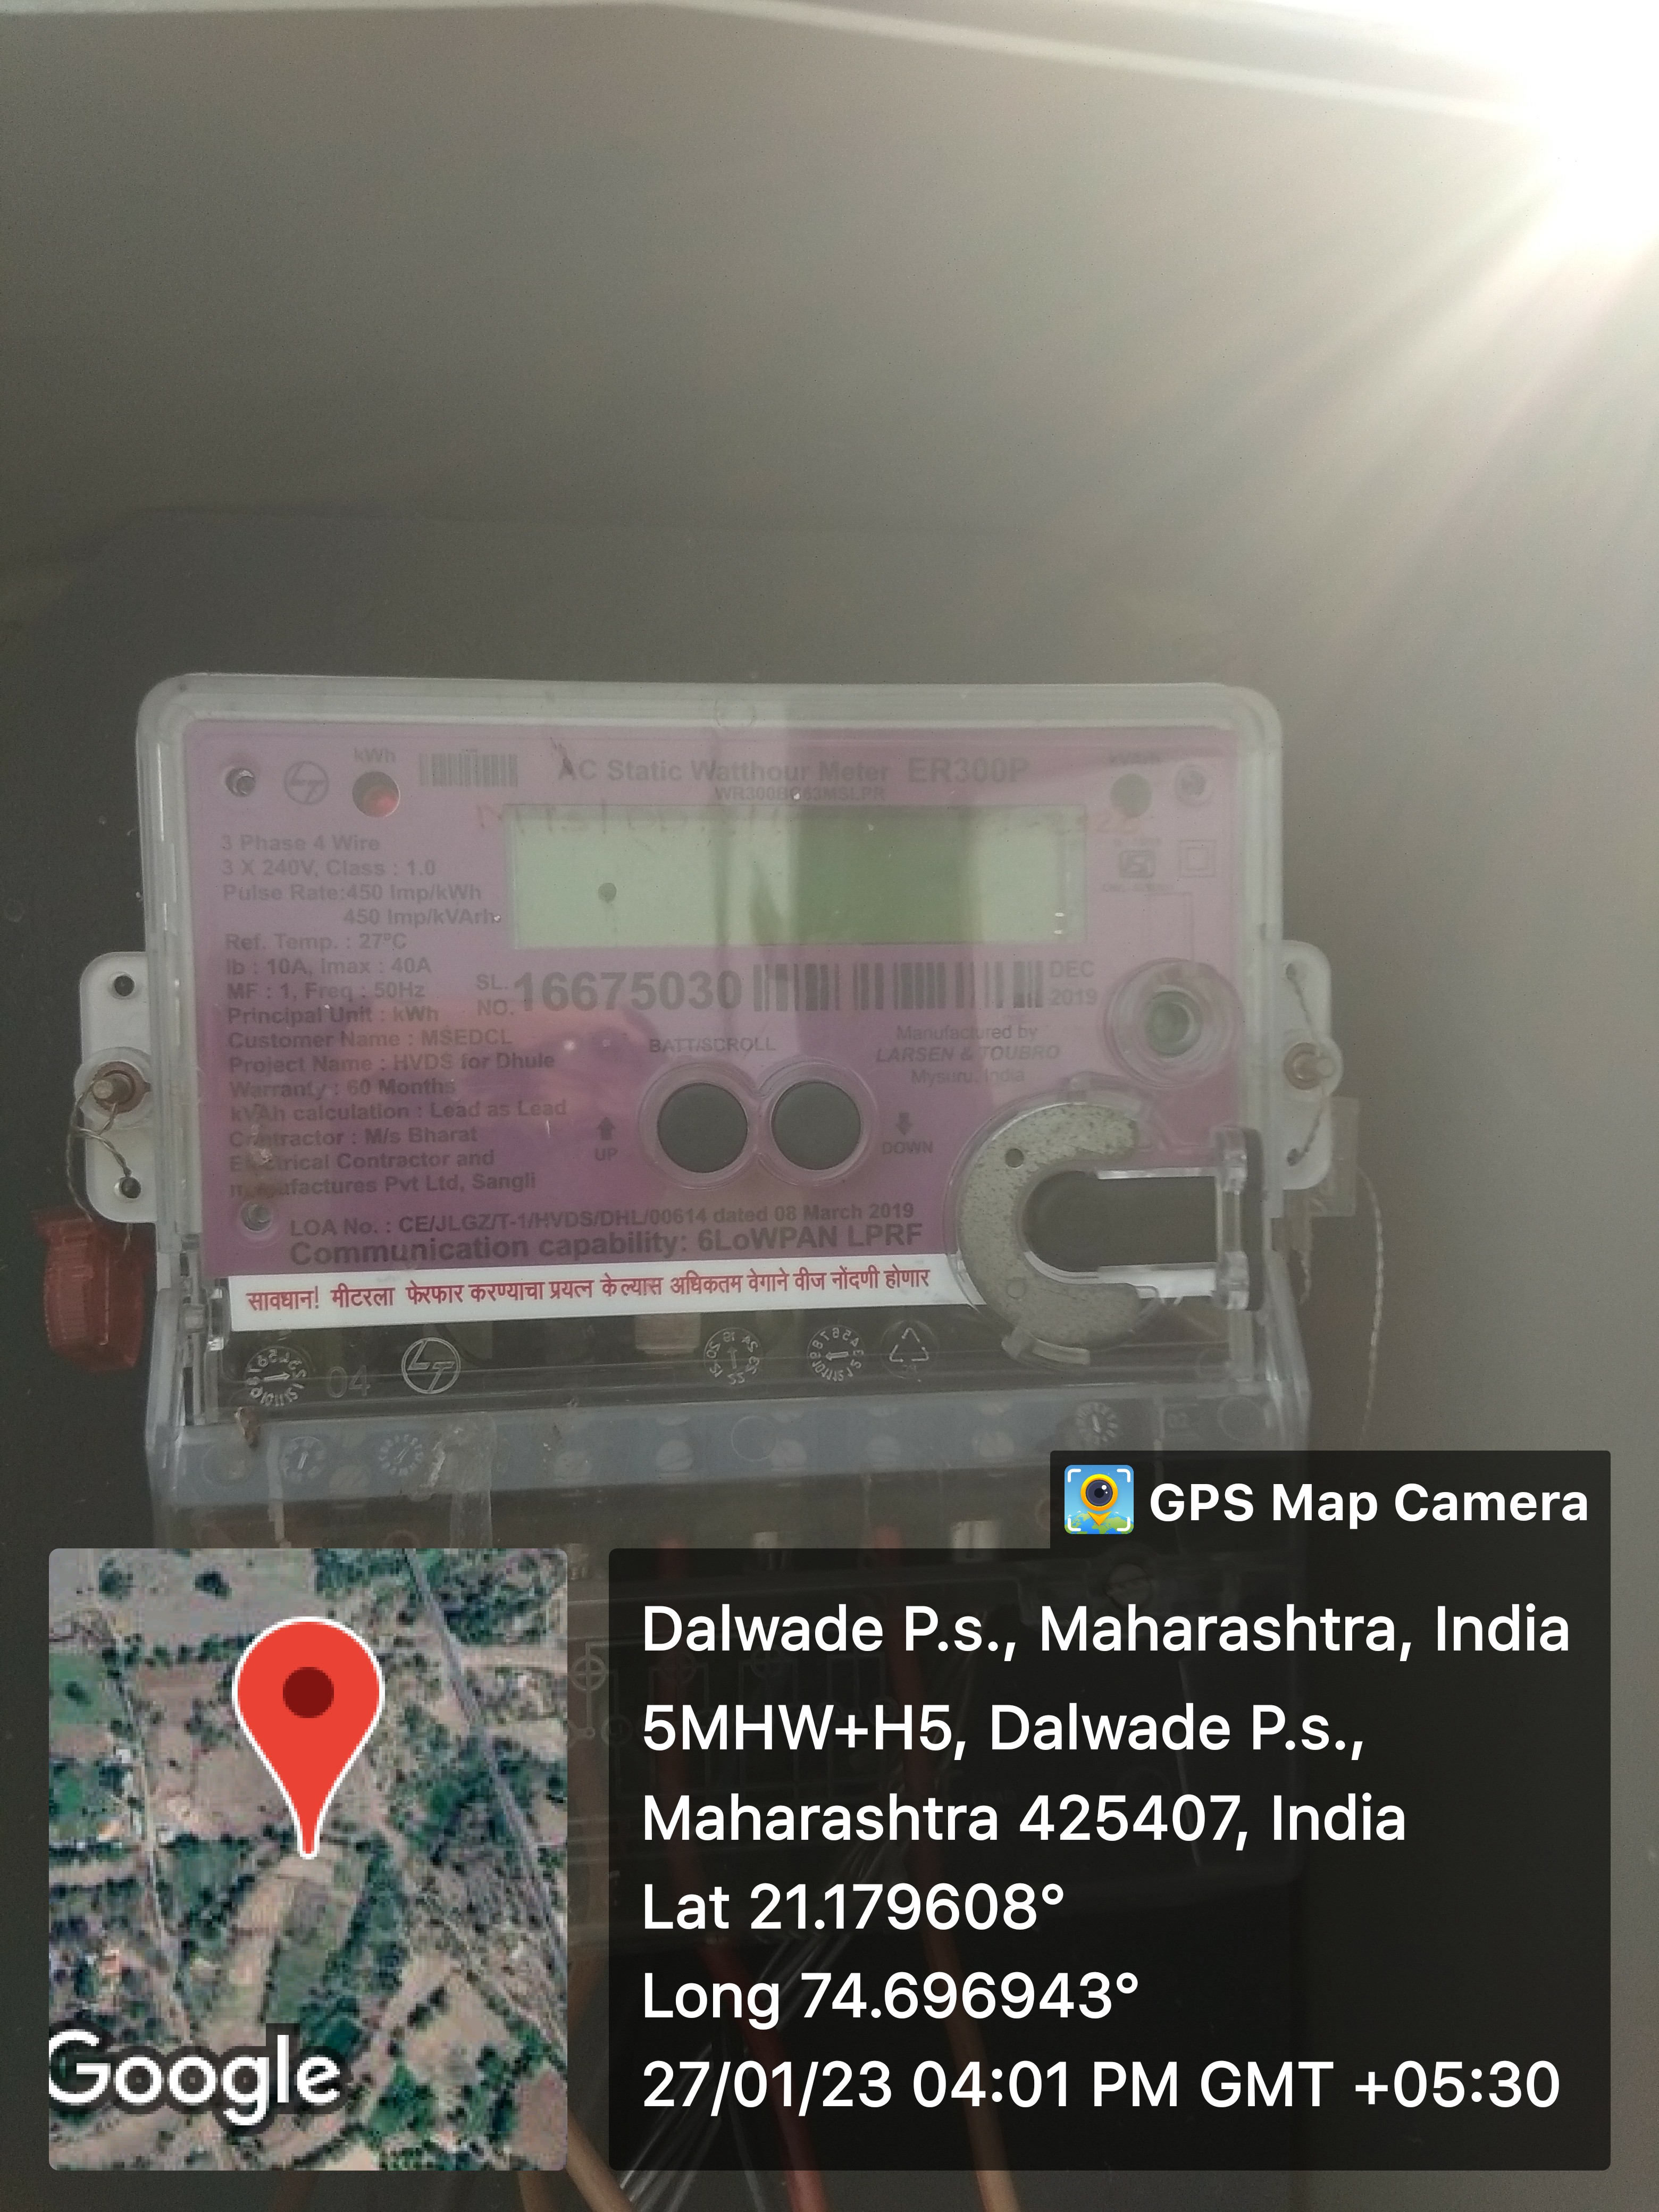 kWh
AC Static Watthour Meter ER300P
kVArh
3 Phase 4 Wire
3 X 240V, Class : 1.0
Pulse Rate:450 Imp/kWh
450 Imp/kVArh
Ref. Temp. : 27°C
Ib : 10A, Imax : 40A
MF : 1, Freq : 50Hz
Principal Unit : kWh
Customer Name : MSEDCL
Project Name : HVDS for Dhule
Warranty : 60 Months
kVAh calculation : Lead as Lead
Contractor : M/s Bharat
Electrical Contractor and
manufactures Pvt Ltd, Sangli
SL. NO. 16675030
DEC 2019
BATT/SCROLL
UP
DOWN
Manufactured by
LARSEN & TOUBRO
Mysuru, India
LOA No. : CE/JLGZ/T-1/HVDS/DHL/00614 dated 08 March 2019
Communication capability: 6LoWPAN LPRF
सावधान! मीटरला फेरफार करण्याचा प्रयत्न केल्यास अधिकतम वेगाने वीज नोंदणी होणार
04
GPS Map Camera
Dalwade P.s., Maharashtra, India
5MHW+H5, Dalwade P.s.,
Maharashtra 425407, India
Lat 21.179608°
Long 74.696943°
27/01/23 04:01 PM GMT +05:30
Google